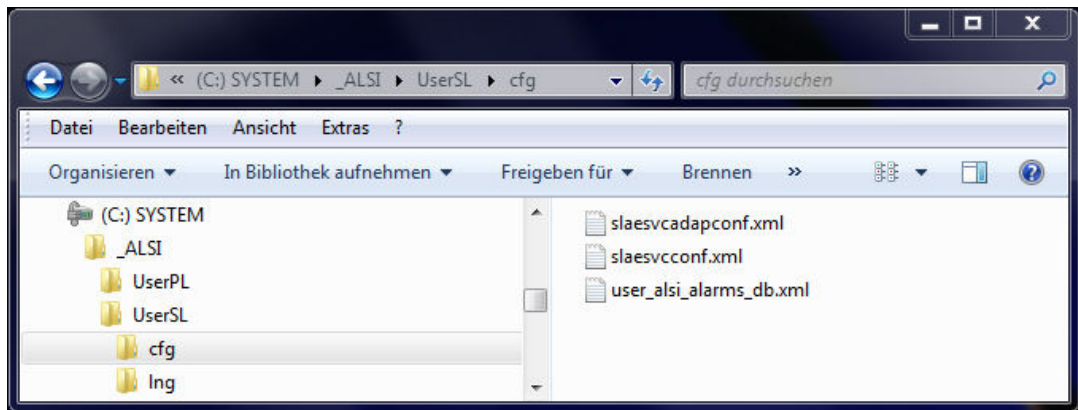 « (C:) SYSTEM ▸ _ALSI ▸ UserSL ▸ cfg
cfg durchsuchen
Datei Bearbeiten Ansicht Extras ?
Organisieren ▾ In Bibliothek aufnehmen ▾ Freigeben für ▾ Brennen »
(C:) SYSTEM
_ALSI
UserPL
UserSL
cfg
lng
slaesvcadapconf.xml
slaesvcconf.xml
user_alsi_alarms_db.xml